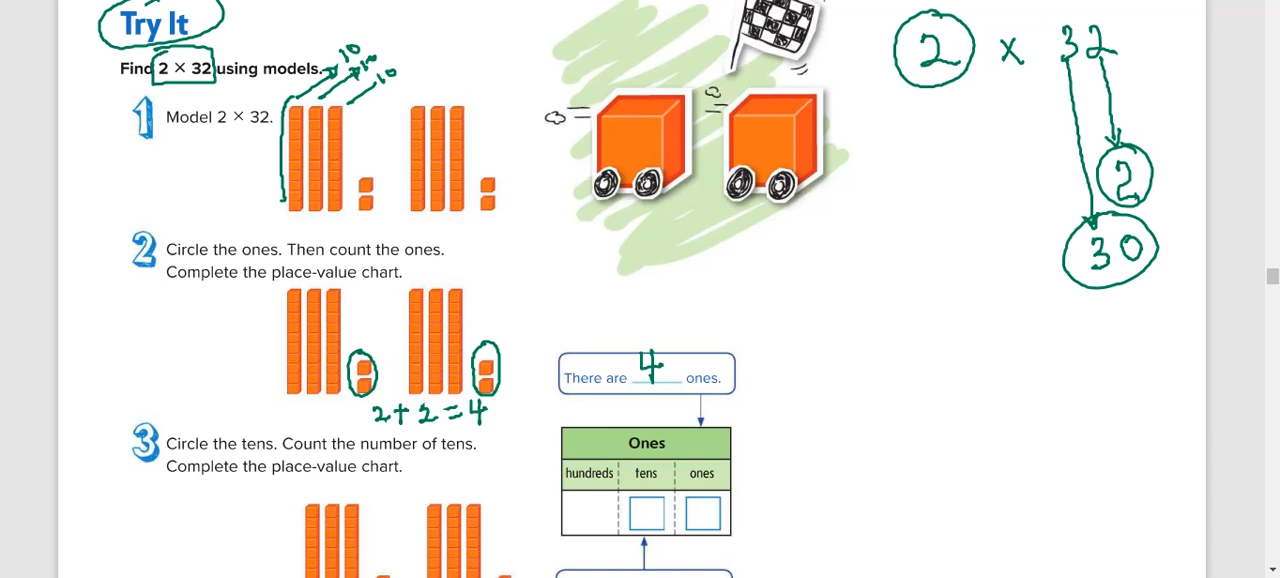 Try It
Find 2 × 32 using models.
10
10
10
1 Model 2 × 32.
2 Circle the ones. Then count the ones.
Complete the place-value chart.
2 + 2 = 4
3 Circle the tens. Count the number of tens.
Complete the place-value chart.
There are 4 ones.
Ones
hundreds tens ones
2 × 32
2
30